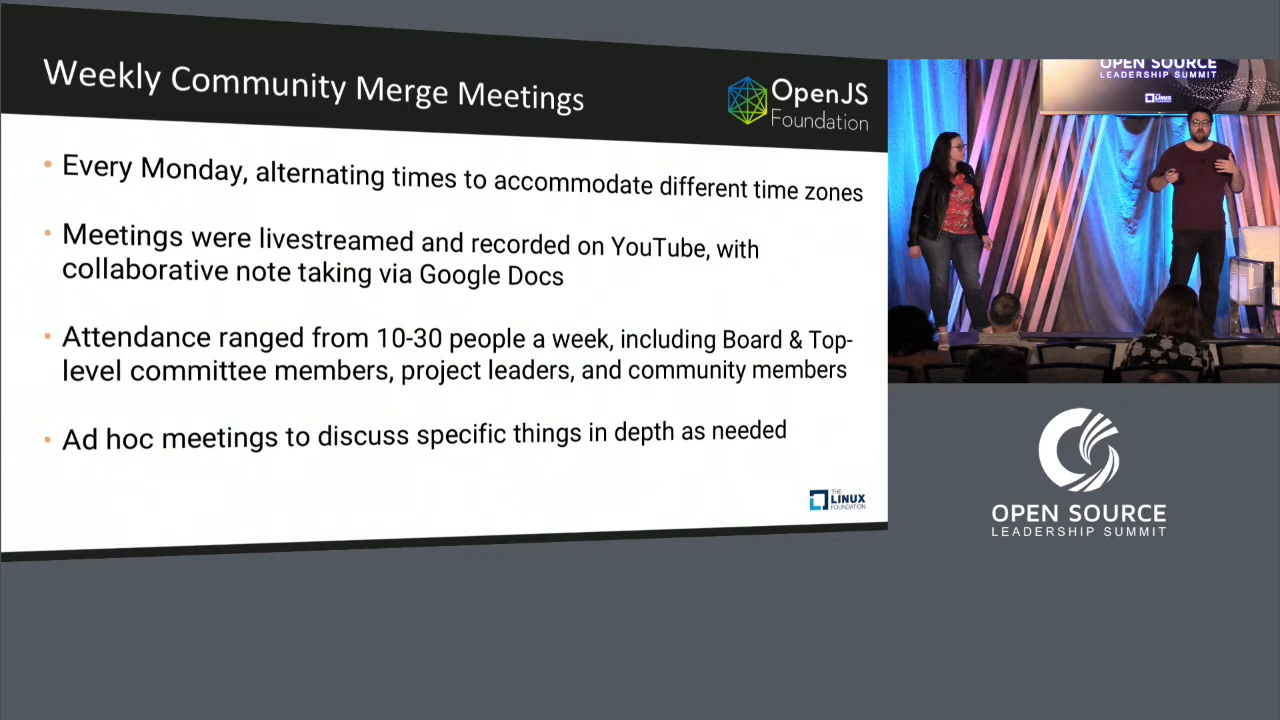 Weekly Community Merge Meetings
OpenJS
Foundation
• Every Monday, alternating times to accommodate different time zones
• Meetings were livestreamed and recorded on YouTube, with
collaborative note taking via Google Docs
• Attendance ranged from 10-30 people a week, including Board & Top-
level committee members, project leaders, and community members
• Ad hoc meetings to discuss specific things in depth as needed
THE
LINUX
FOUNDATION
OPEN SOURCE
LEADERSHIP SUMMIT
LINUX
OPEN SOURCE
LEADERSHIP SUMMIT